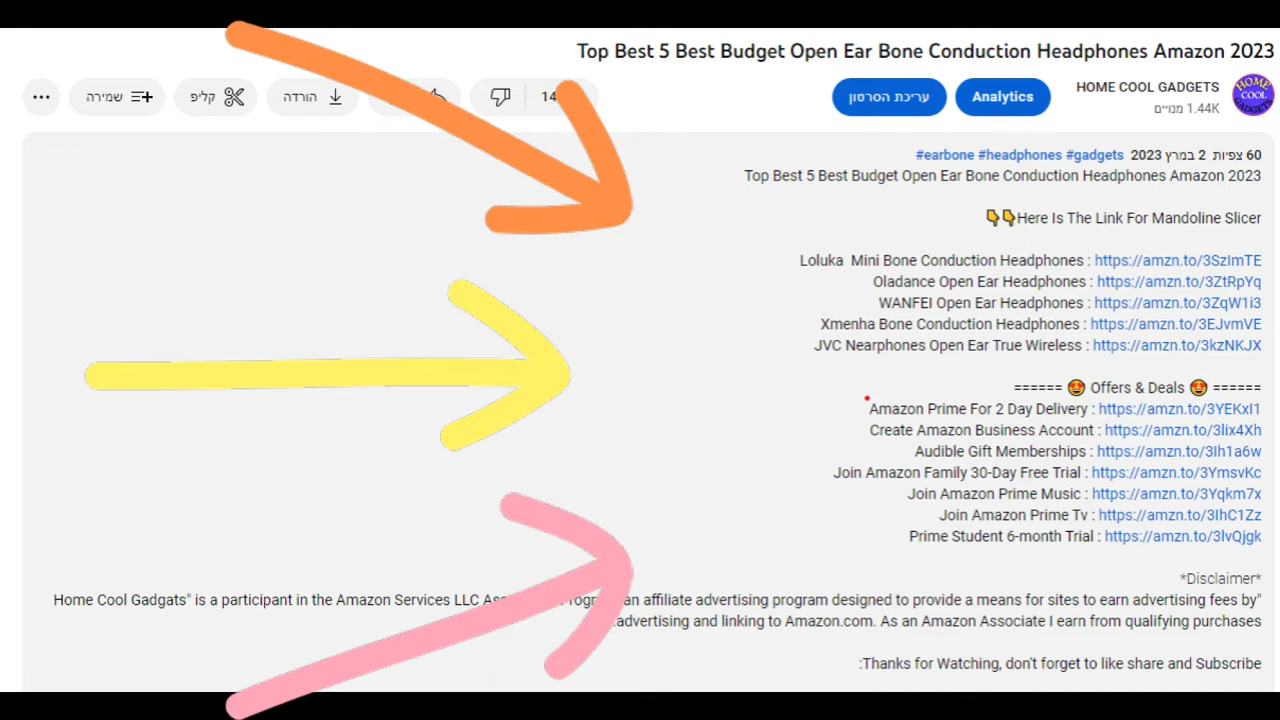 Top Best 5 Best Budget Open Ear Bone Conduction Headphones Amazon 2023
HOME COOL GADGETS
1.44K מנויים
HOME COOL GADGETS
Analytics
עריכת הסרטון
14
הורדה
קליפ
שמירה
60 צפיות 2 במרץ 2023 #earbone #headphones #gadgets
Top Best 5 Best Budget Open Ear Bone Conduction Headphones Amazon 2023
👇👇Here Is The Link For Mandoline Slicer
Loluka Mini Bone Conduction Headphones : https://amzn.to/3SzImTE
Oladance Open Ear Headphones : https://amzn.to/3ZtRpYq
WANFEI Open Ear Headphones : https://amzn.to/3ZqW1i3
Xmenha Bone Conduction Headphones : https://amzn.to/3EJvmVE
JVC Nearphones Open Ear True Wireless : https://amzn.to/3kzNKJX
====== 🤩 Offers & Deals 🤩 ======
Amazon Prime For 2 Day Delivery : https://amzn.to/3YEKxI1
Create Amazon Business Account : https://amzn.to/3lix4Xh
Audible Gift Memberships : https://amzn.to/3Ih1a6w
Join Amazon Family 30-Day Free Trial : https://amzn.to/3YmsvKc
Join Amazon Prime Music : https://amzn.to/3Yqkm7x
Join Amazon Prime Tv : https://amzn.to/3IhC1Zz
Prime Student 6-month Trial : https://amzn.to/3lvQjgk
*Disclaimer*
Home Cool Gadgats" is a participant in the Amazon Services LLC an affiliate advertising program designed to provide a means for sites to earn advertising fees by"
advertising and linking to Amazon.com. As an Amazon Associate I earn from qualifying purchases
:Thanks for Watching, don't forget to like share and Subscribe